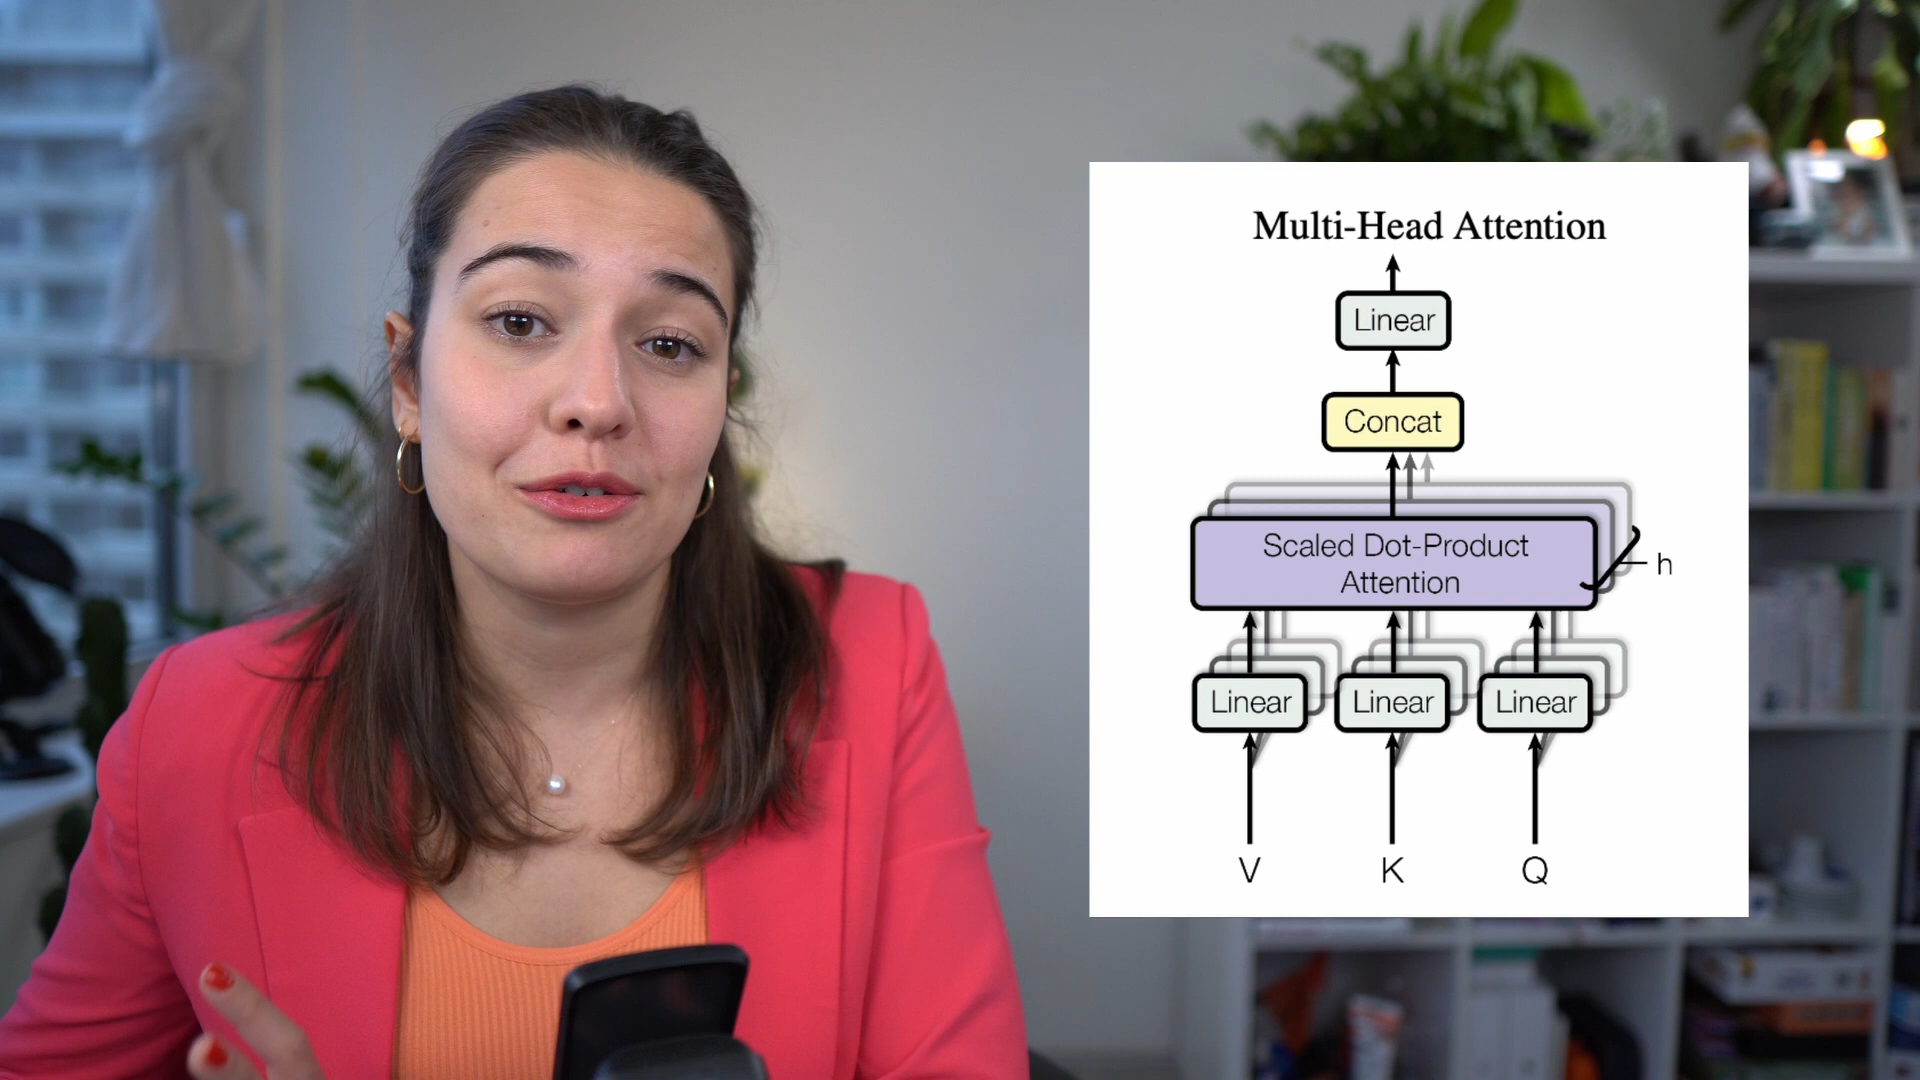 Multi-Head Attention
Linear
Concat
Scaled Dot-Product
Attention
h
Linear
Linear
Linear
V
K
Q